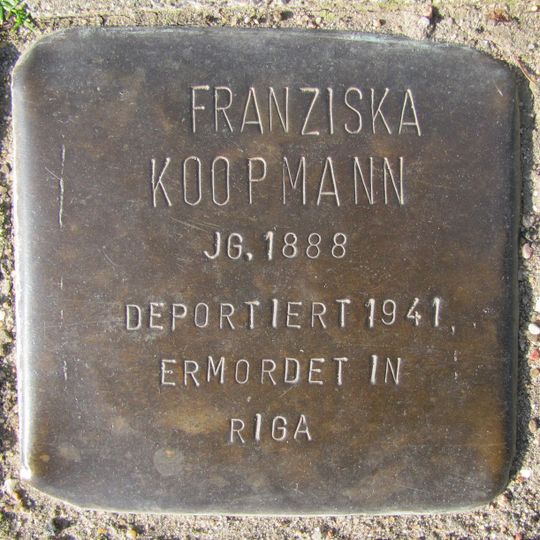 FRANZISKA
KOOPMANN
JG. 1888
DEPORTIERT 1941,
ERMORDET IN
RIGA